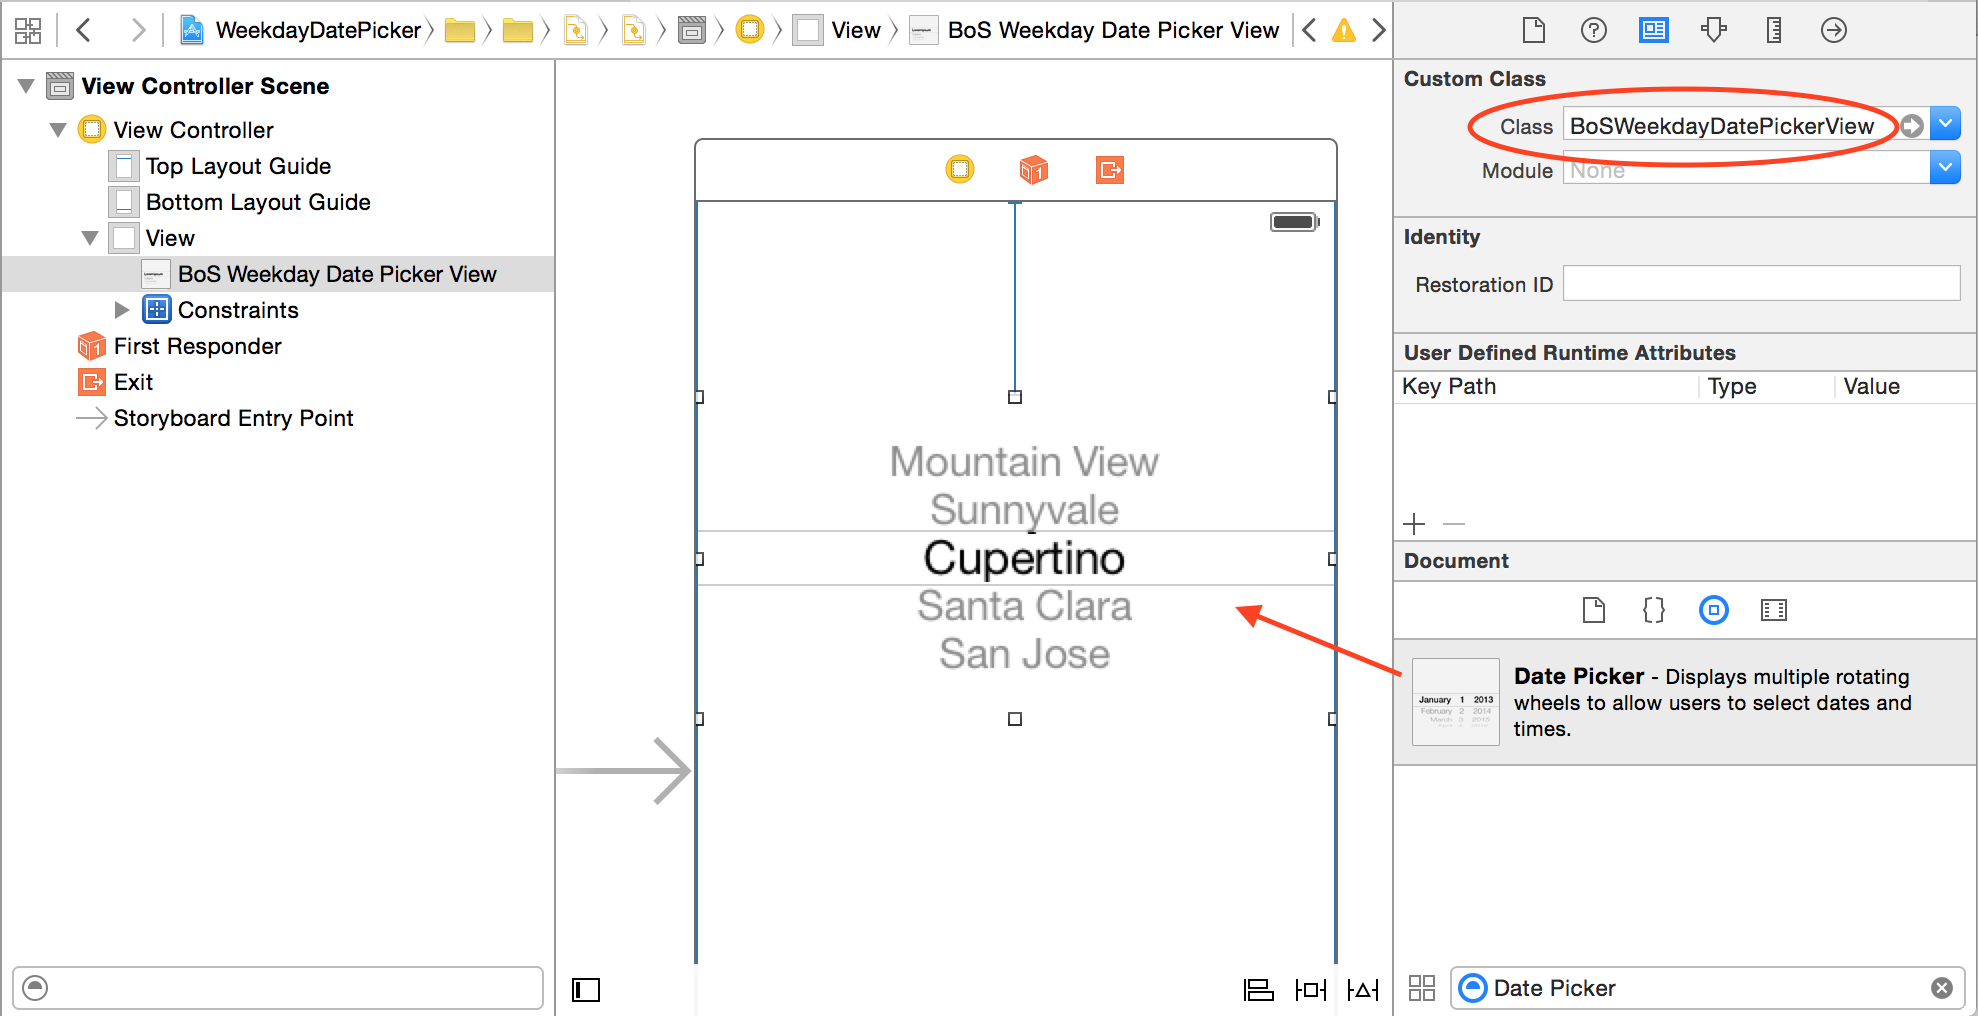 WeekdayDatePicker View BoS Weekday Date Picker View
View Controller Scene
View Controller
Top Layout Guide
Bottom Layout Guide
View
BoS Weekday Date Picker View
Constraints
First Responder
Exit
Storyboard Entry Point
Mountain View
Sunnyvale
Cupertino
Santa Clara
San Jose
Custom Class
Class BoSWeekdayDatePickerView
Module None
Identity
Restoration ID
User Defined Runtime Attributes
Key Path Type Value
Document
January 1 2013
February 2 2014
March 3 2015
Date Picker - Displays multiple rotating
wheels to allow users to select dates and
times.
Date Picker